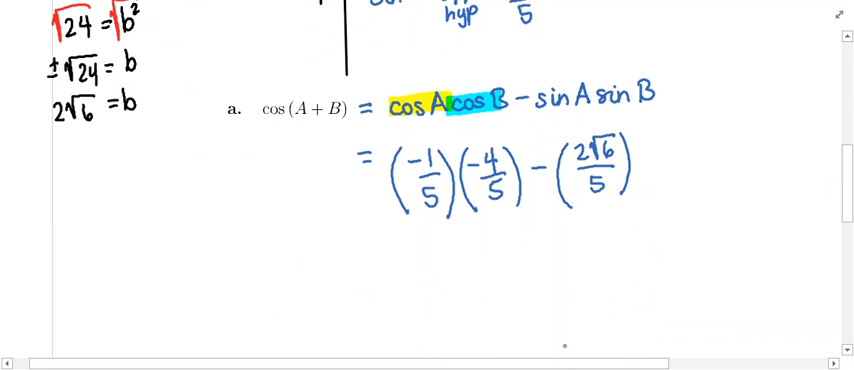 √24 = √b²
± √24 = b
2√6 = b
hyp
5
a. cos (A + B) = cos A cos B − sin A sin B
= (−1/5)(−4/5) − (2√6/5)